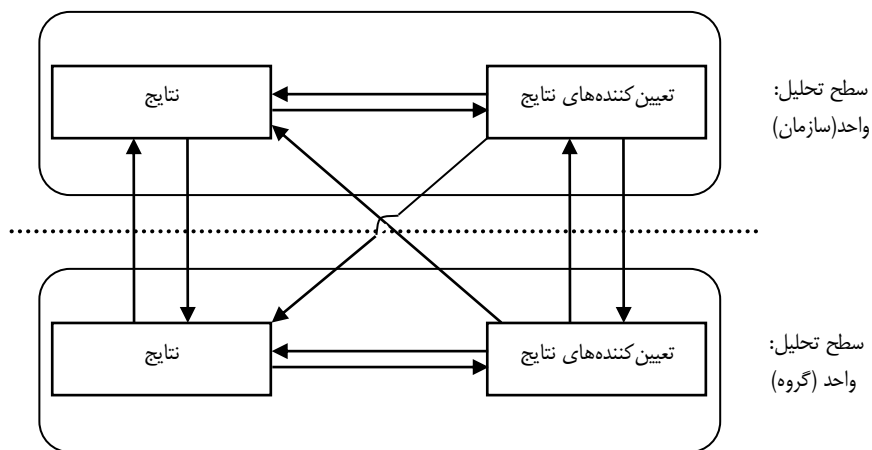 سطح تحلیل:
واحد(سازمان)
تعیین‌کننده‌های نتایج
نتایج
سطح تحلیل:
واحد (گروه)
تعیین‌کننده‌های نتایج
نتایج